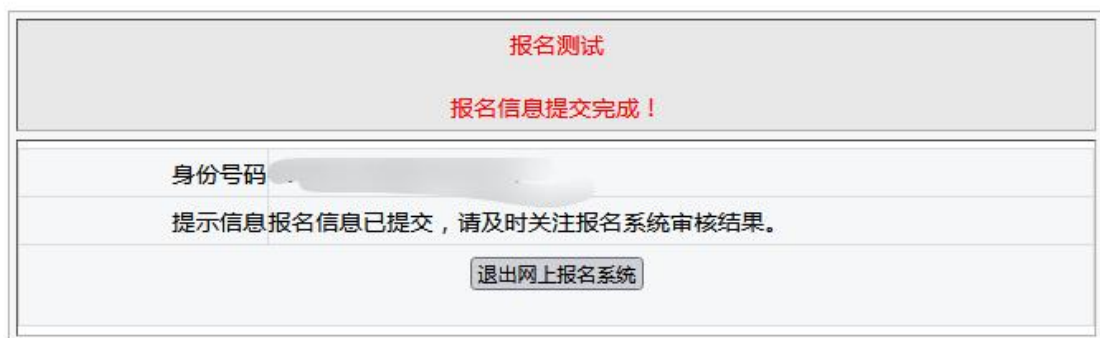 报名测试
报名信息提交完成！
身份号码
提示信息报名信息已提交，请及时关注报名系统审核结果。
退出网上报名系统